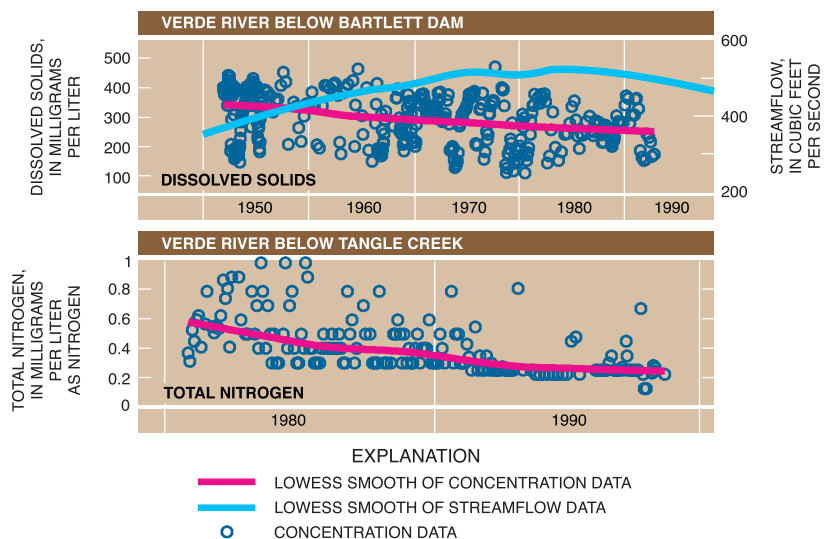 VERDE RIVER BELOW BARTLETT DAM
DISSOLVED SOLIDS,
IN MILLIGRAMS
PER LITER
500
400
300
200
100
600
400
200
STREAMFLOW,
IN CUBIC FEET
PER SECOND
DISSOLVED SOLIDS
1950
1960
1970
1980
1990
VERDE RIVER BELOW TANGLE CREEK
TOTAL NITROGEN,
IN MILLIGRAMS
PER LITER
AS NITROGEN
1
0.8
0.6
0.4
0.2
0
TOTAL NITROGEN
1980
1990
EXPLANATION
LOWESS SMOOTH OF CONCENTRATION DATA
LOWESS SMOOTH OF STREAMFLOW DATA
CONCENTRATION DATA